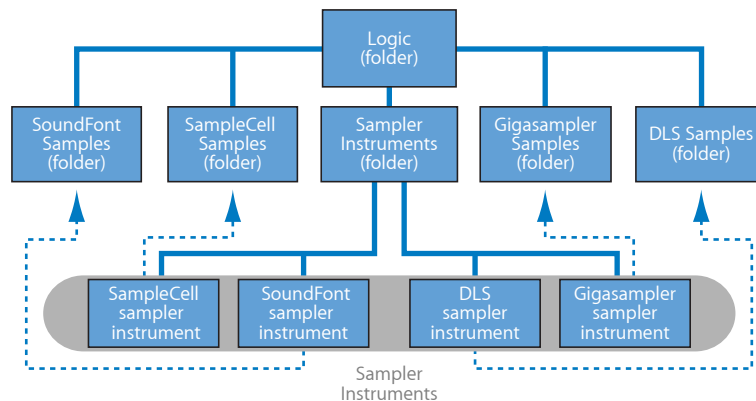 Logic
(folder)
SoundFont
Samples
(folder)
SampleCell
Samples
(folder)
Sampler
Instruments
(folder)
Gigasampler
Samples
(folder)
DLS Samples
(folder)
SampleCell
sampler
instrument
SoundFont
sampler
instrument
DLS
sampler
instrument
Gigasampler
sampler
instrument
Sampler
Instruments